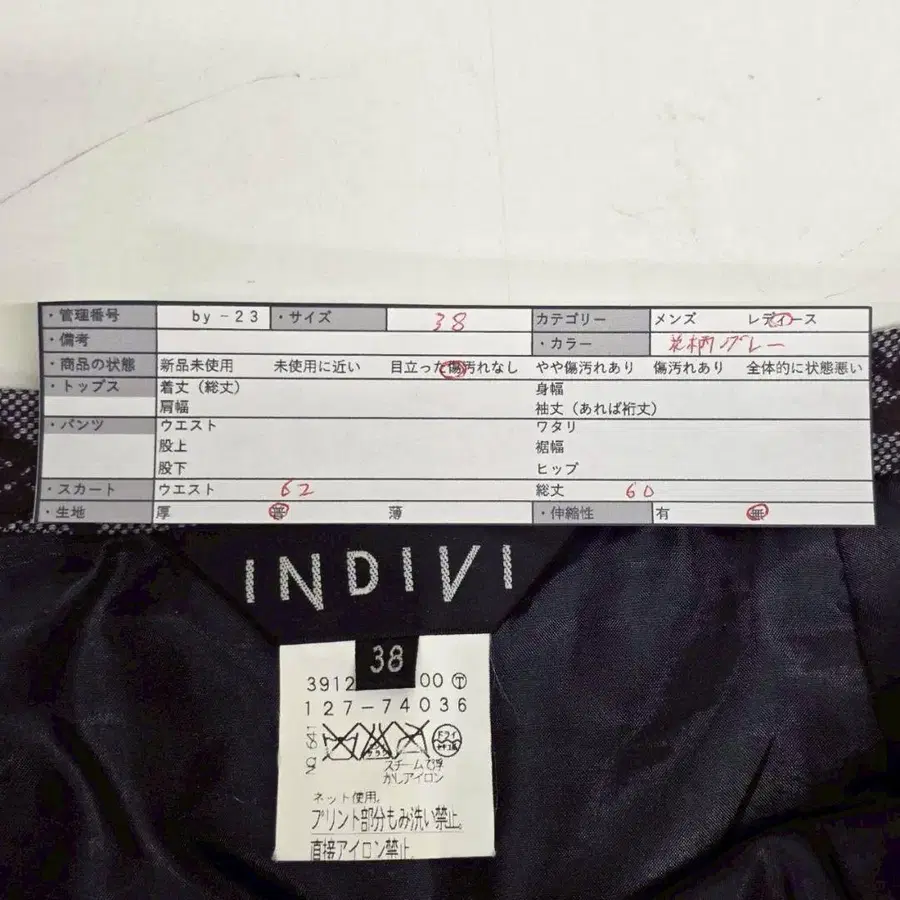 ・管理番号 by-23 ・サイズ 38 カテゴリー メンズ レディース
・備考 ・カラー 花柄グレー
・商品の状態 新品未使用 未使用に近い 目立った傷汚れなし やや傷汚れあり 傷汚れあり 全体的に状態悪い
・トップス 着丈(総丈) 身幅
肩幅 袖丈(あれば裄丈)
・パンツ ウエスト ワタリ
股上 裾幅
股下 ヒップ
・スカート ウエスト 62 総丈 60
・生地 厚 普 薄 ・伸縮性 有 無
INDIVI
38
3912 00 Ⓣ
127-74036
NO.641
ドライ
スチームで浮
かしアイロン
ネット使用。
プリント部分もみ洗い禁止。
直接アイロン禁止。